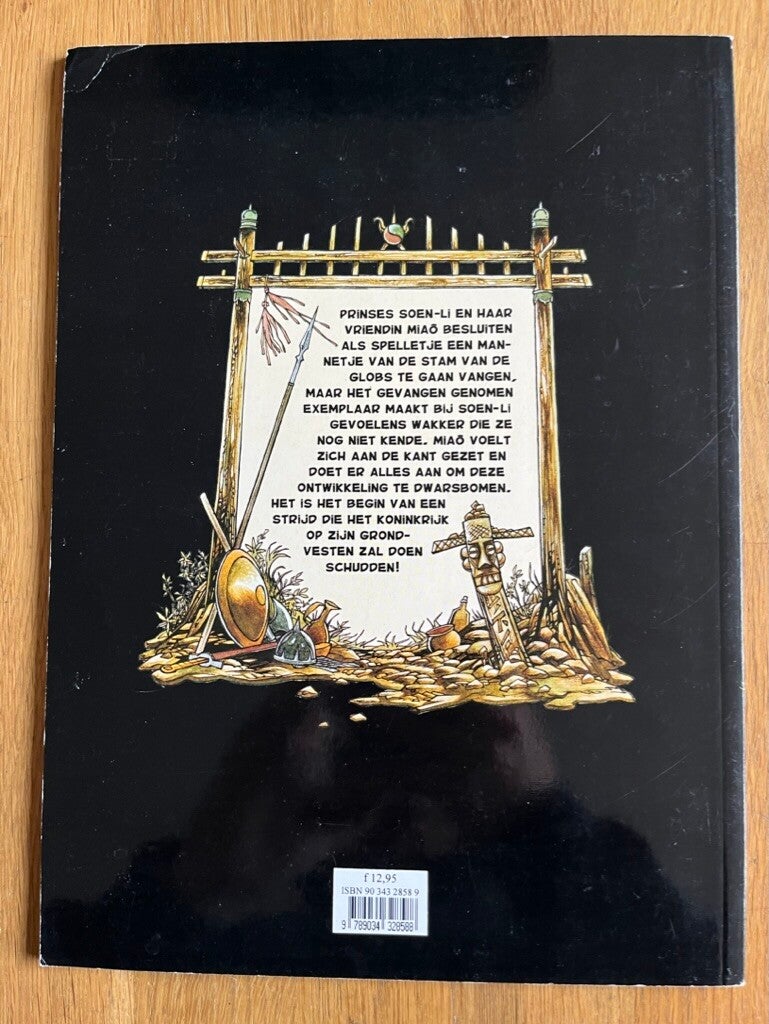 PRINSES SOEN-LI EN HAAR
VRIENDIN MIAÕ BESLUITEN
ALS SPELLETJE EEN MAN-
NETJE VAN DE STAM VAN DE
GLOBS TE GAAN VANGEN,
MAAR HET GEVANGEN GENOMEN
EXEMPLAAR MAAKT BIJ SOEN-LI
GEVOELENS WAKKER DIE ZE
NOG NIET KENDE. MIAÕ VOELT
ZICH AAN DE KANT GEZET EN
DOET ER ALLES AAN OM DEZE
ONTWIKKELING TE DWARSBOMEN.
HET IS HET BEGIN VAN EEN
STRIJD DIE HET KONINKRIJK
OP ZIJN GROND-
VESTEN ZAL DOEN
SCHUDDEN!
f 12,95
ISBN 90 343 2858 9
9 789034 328588